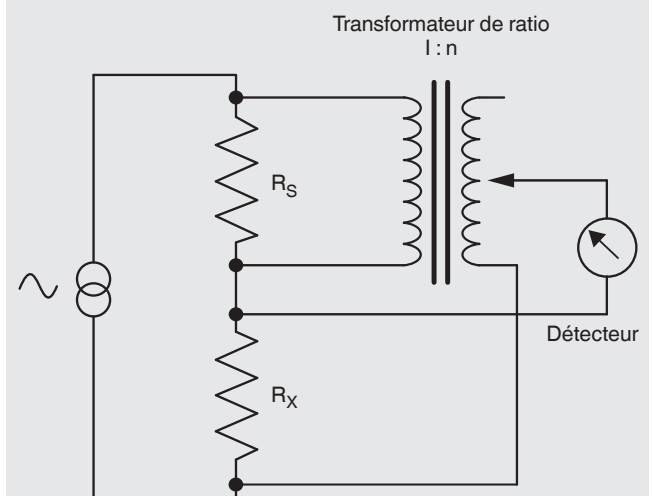 Transformateur de ratio
I : n
R_S
Détecteur
R_X